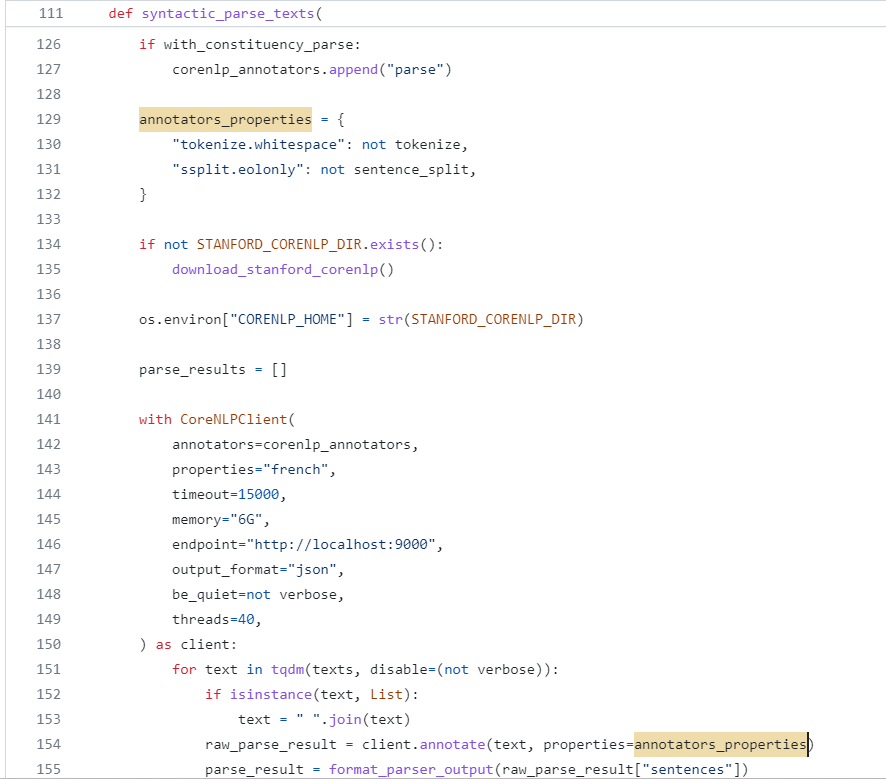 111 def syntactic_parse_texts(
126 if with_constituency_parse:
127 corenlp_annotators.append("parse")
128
129 annotators_properties = {
130 "tokenize.whitespace": not tokenize,
131 "ssplit.eolonly": not sentence_split,
132 }
133
134 if not STANFORD_CORENLP_DIR.exists():
135 download_stanford_corenlp()
136
137 os.environ["CORENLP_HOME"] = str(STANFORD_CORENLP_DIR)
138
139 parse_results = []
140
141 with CoreNLPClient(
142 annotators=corenlp_annotators,
143 properties="french",
144 timeout=15000,
145 memory="6G",
146 endpoint="http://localhost:9000",
147 output_format="json",
148 be_quiet=not verbose,
149 threads=40,
150 ) as client:
151 for text in tqdm(texts, disable=(not verbose)):
152 if isinstance(text, List):
153 text = " ".join(text)
154 raw_parse_result = client.annotate(text, properties=annotators_properties)
155 parse_result = format_parser_output(raw_parse_result["sentences"])